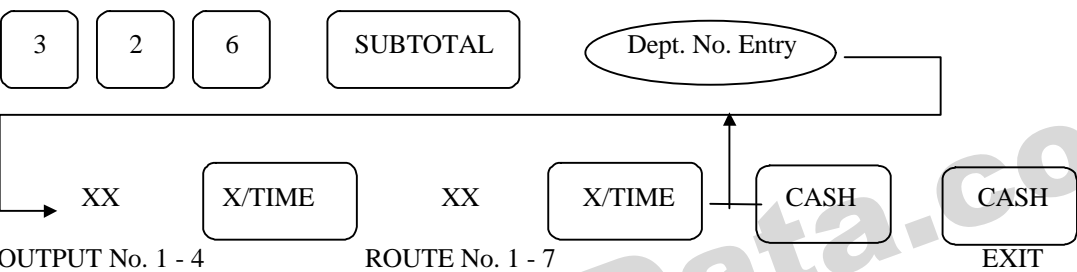 3 2 6 SUBTOTAL Dept. No. Entry
XX X/TIME XX X/TIME CASH CASH
OUTPUT No. 1 - 4 ROUTE No. 1 - 7 EXIT